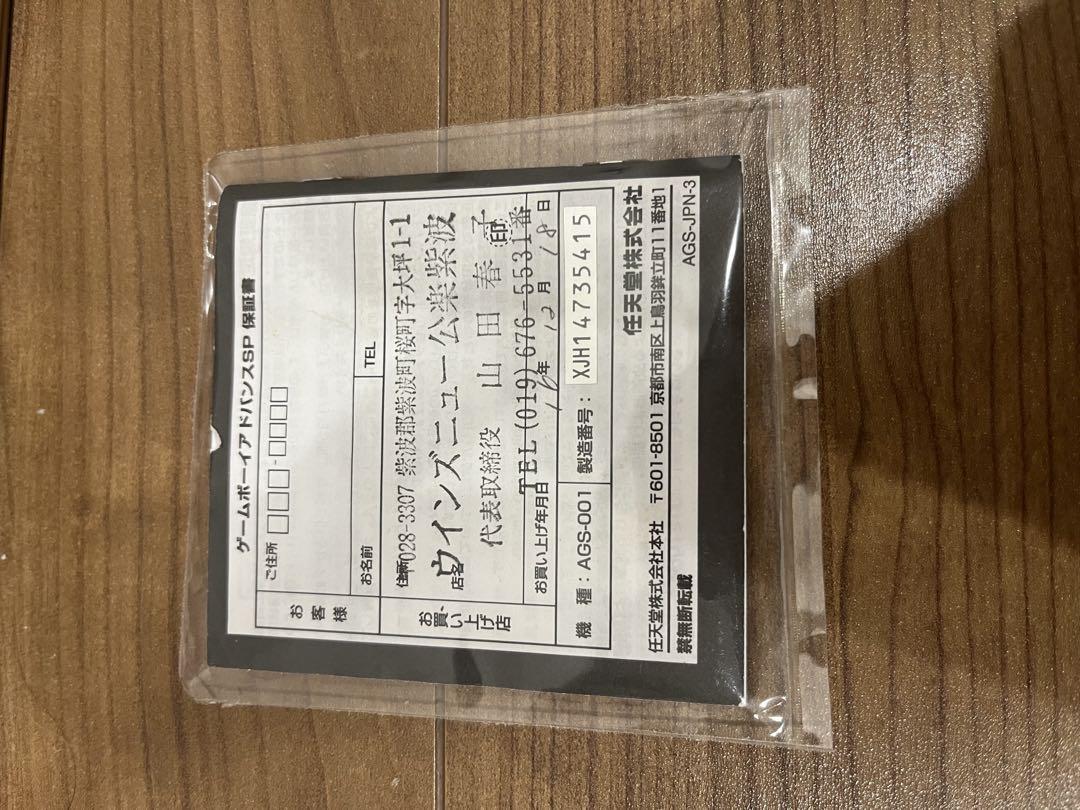 ゲームボーイアドバンスSP 保証書
お客様
ご住所
お名前
TEL
お買い上げ店
住所
〒028-3307 紫波郡紫波町桜町字大坪1-1
店名
ウインズニュー公楽紫波
代表取締役 山田春子
印
TEL (019) 676-5531番
お買い上げ年月日 16年 12月 18日
機 種：AGS-001 製造番号： XJH14735415
任天堂株式会社
任天堂株式会社本社 〒601-8501 京都市南区上鳥羽鉾立町11番地1
禁無断転載 AGS-JPN-3